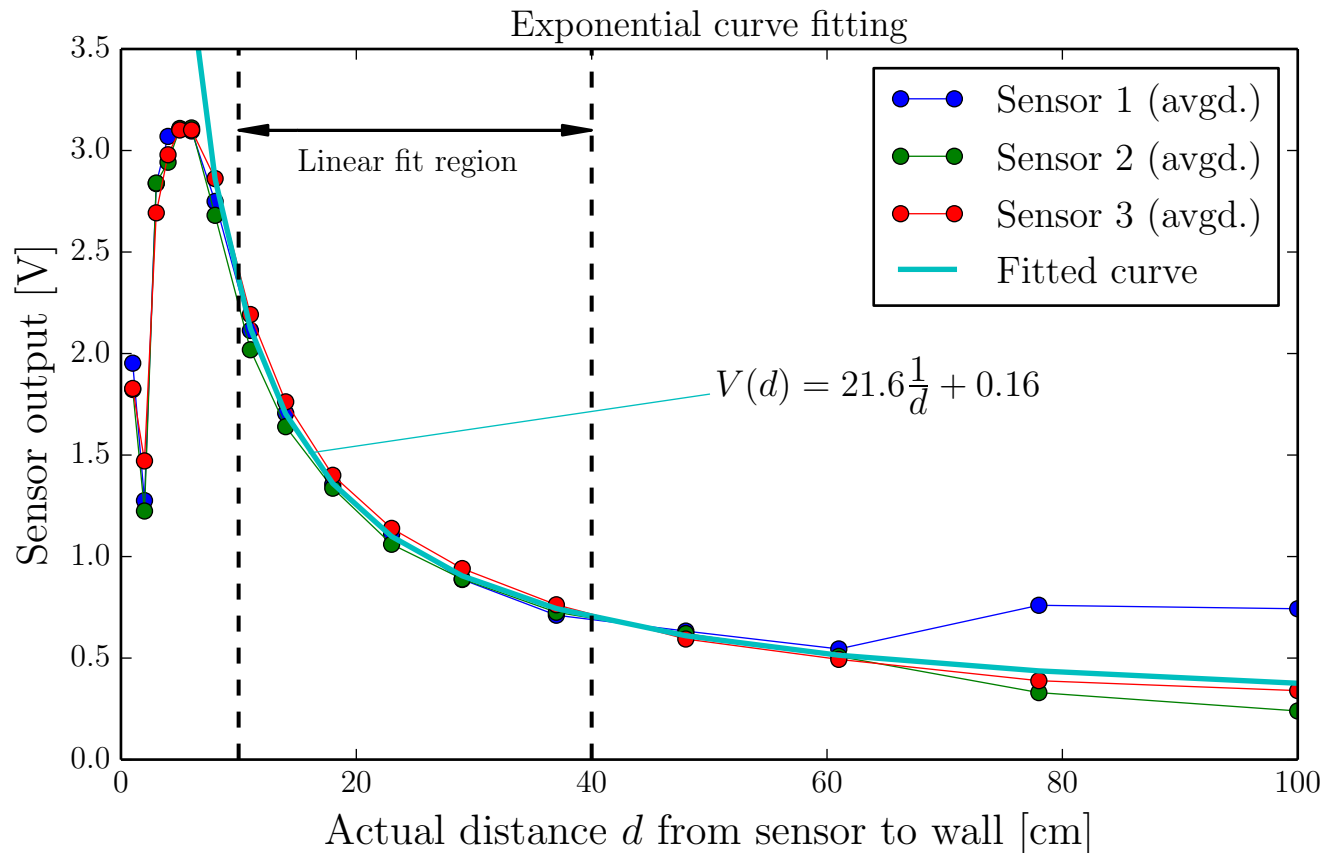 Exponential curve fitting
3.5
3.0
2.5
2.0
1.5
1.0
0.5
0.0
Sensor output [V]
Linear fit region
Sensor 1 (avgd.)
Sensor 2 (avgd.)
Sensor 3 (avgd.)
Fitted curve
V(d) = 21.6 1/d + 0.16
0 20 40 60 80 100
Actual distance d from sensor to wall [cm]